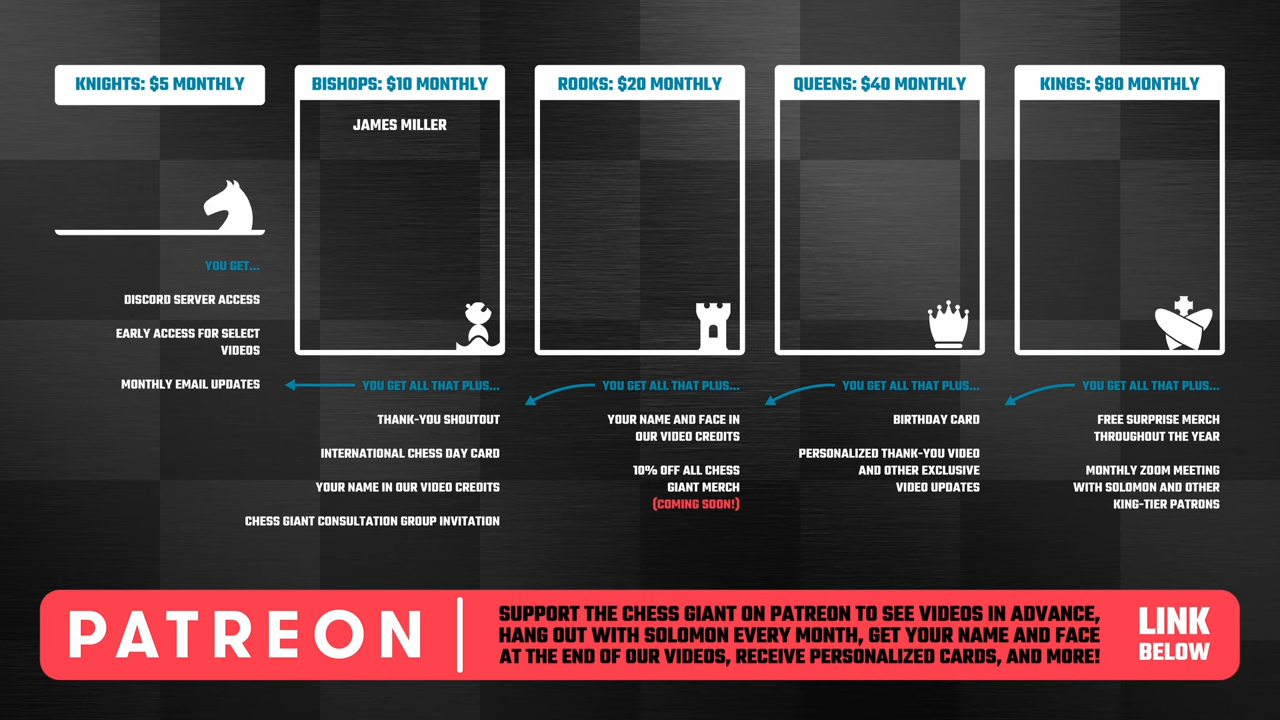 KNIGHTS: $5 MONTHLY
YOU GET...
DISCORD SERVER ACCESS
EARLY ACCESS FOR SELECT
VIDEOS
MONTHLY EMAIL UPDATES
BISHOPS: $10 MONTHLY
JAMES MILLER
YOU GET ALL THAT PLUS...
THANK-YOU SHOUTOUT
INTERNATIONAL CHESS DAY CARD
YOUR NAME IN OUR VIDEO CREDITS
CHESS GIANT CONSULTATION GROUP INVITATION
ROOKS: $20 MONTHLY
YOU GET ALL THAT PLUS...
YOUR NAME AND FACE IN
OUR VIDEO CREDITS
10% OFF ALL CHESS
GIANT MERCH
(COMING SOON!)
QUEENS: $40 MONTHLY
YOU GET ALL THAT PLUS...
BIRTHDAY CARD
PERSONALIZED THANK-YOU VIDEO
AND OTHER EXCLUSIVE
VIDEO UPDATES
KINGS: $80 MONTHLY
YOU GET ALL THAT PLUS...
FREE SURPRISE MERCH
THROUGHOUT THE YEAR
MONTHLY ZOOM MEETING
WITH SOLOMON AND OTHER
KING-TIER PATRONS
PATREON
SUPPORT THE CHESS GIANT ON PATREON TO SEE VIDEOS IN ADVANCE,
HANG OUT WITH SOLOMON EVERY MONTH, GET YOUR NAME AND FACE
AT THE END OF OUR VIDEOS, RECEIVE PERSONALIZED CARDS, AND MORE!
LINK
BELOW